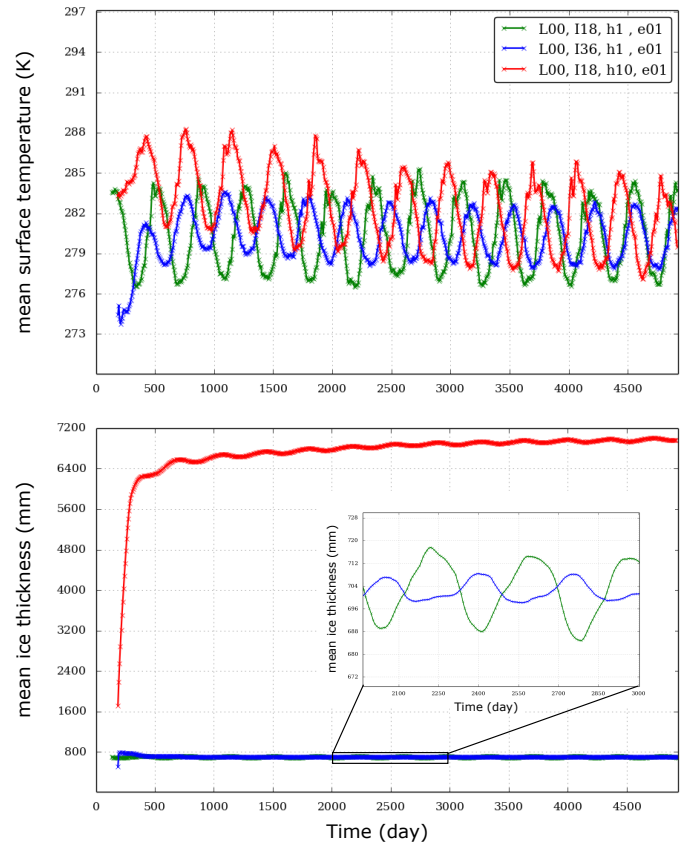 297
294
291
288
285
282
279
276
273
mean surface temperature (K)
L00, I18, h1 , e01
L00, I36, h1 , e01
L00, I18, h10, e01
0 500 1000 1500 2000 2500 3000 3500 4000 4500
7200
6400
5600
4800
4000
3200
2400
1600
800
mean ice thickness (mm)
728
720
712
704
696
688
680
672
mean ice thickness (mm)
2100 2250 2400 2550 2700 2850 3000
Time (day)
0 500 1000 1500 2000 2500 3000 3500 4000 4500
Time (day)